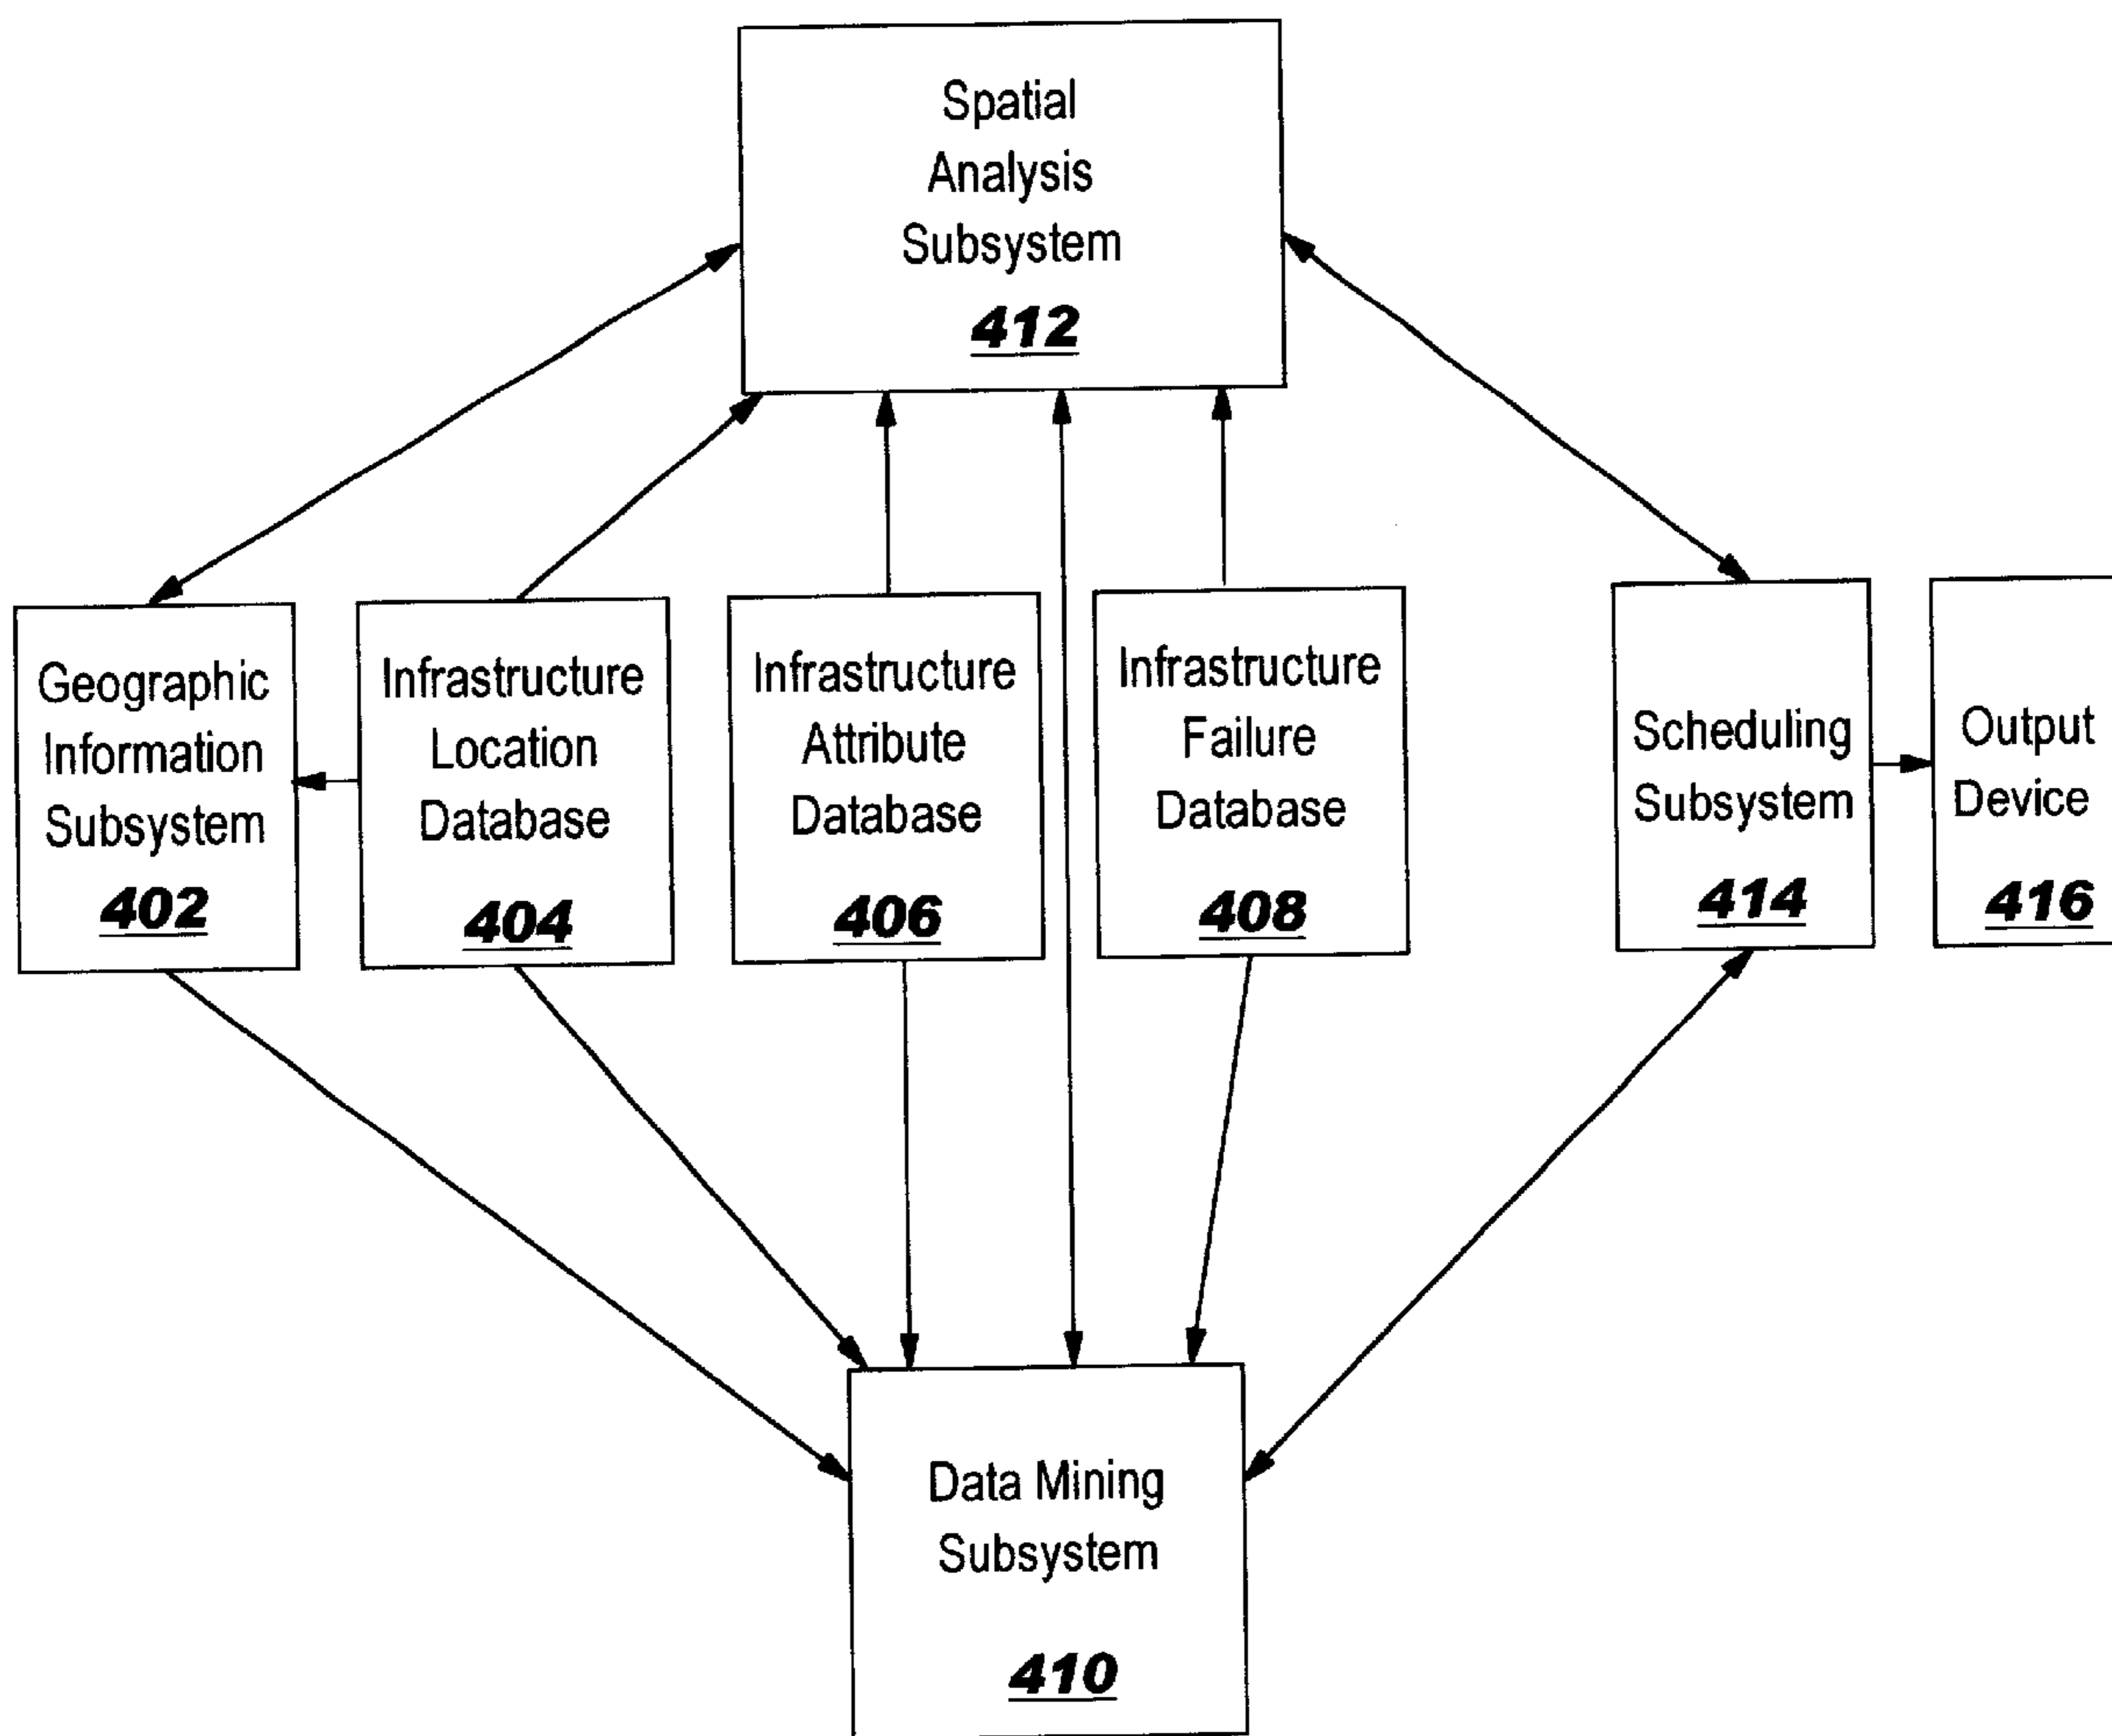 Spatial
Analysis
Subsystem
412
Geographic
Information
Subsystem
402
Infrastructure
Location
Database
404
Infrastructure
Attribute
Database
406
Infrastructure
Failure
Database
408
Scheduling
Subsystem
414
Output
Device
416
Data Mining
Subsystem
410